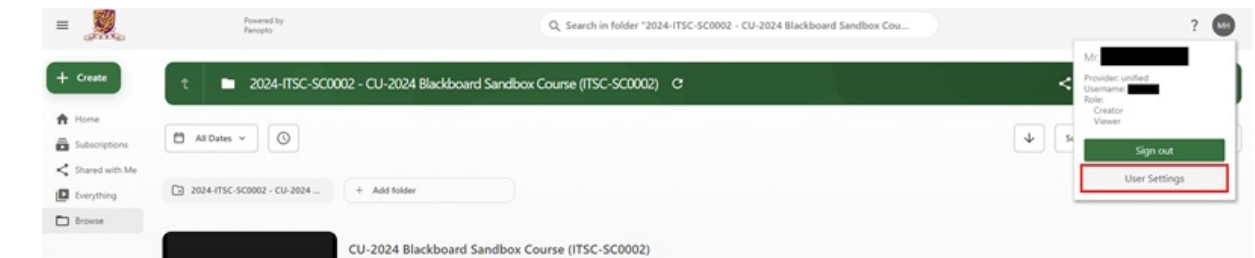 Powered by
Panopto
Search in folder "2024-ITSC-SC0002 - CU-2024 Blackboard Sandbox Cou...
?
MH
+ Create
2024-ITSC-SC0002 - CU-2024 Blackboard Sandbox Course (ITSC-SC0002)
Mr.
Provider: unified
Username:
Role:
Creator
Viewer
Sign out
User Settings
Home
Subscriptions
Shared with Me
Everything
Browse
All Dates
2024-ITSC-SC0002 - CU-2024 ...
+ Add folder
CU-2024 Blackboard Sandbox Course (ITSC-SC0002)